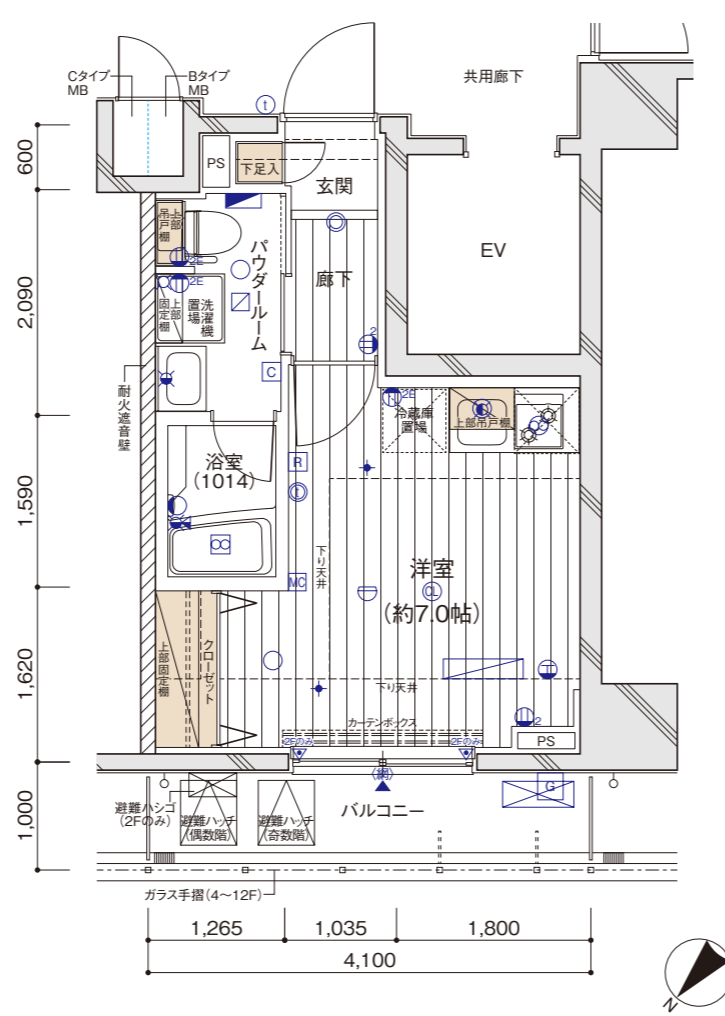 Cタイプ
MB
Bタイプ
MB
共用廊下
t
600
PS
下足入
玄関
EV
上部
吊戸棚
2E
パウダールーム
廊下
2,090
2E
上部
固定棚
洗濯機
置場
2
C
耐火遮音壁
2E
冷蔵庫
置場
上部吊戸棚
浴室
(1014)
R
t
1,590
下り天井
洋室
(約7.0帖)
MC
CL
1,620
上部固定棚
クローゼット
下り天井
T
2
カーテンボックス
2Fのみ
2Fのみ
PS
(網)
避難ハシゴ
(2Fのみ)
避難ハッチ
(偶数階)
避難ハッチ
(奇数階)
バルコニー
G
1,000
ガラス手摺(4〜12F)
1,265
1,035
1,800
4,100
N